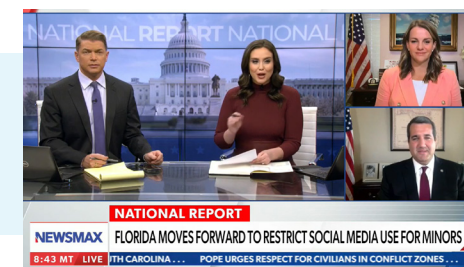 NATIONAL REPORT NATIONAL
NATIONAL REPORT
NEWSMAX
FLORIDA MOVES FORWARD TO RESTRICT SOCIAL MEDIA USE FOR MINORS
8:43 MT LIVE
TH CAROLINA . . . POPE URGES RESPECT FOR CIVILIANS IN CONFLICT ZONES . . .